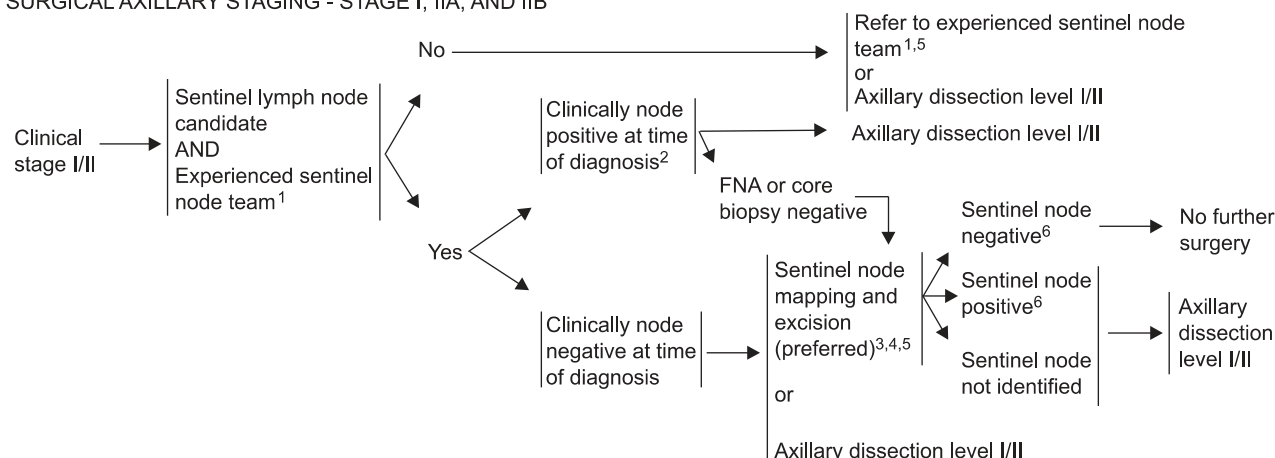 SURGICAL AXILLARY STAGING - STAGE I, IIA, AND IIB
No
Refer to experienced sentinel node
team1,5
or
Axillary dissection level I/II
Clinical
stage I/II
Sentinel lymph node
candidate
AND
Experienced sentinel
node team1
Clinically node
positive at time
of diagnosis2
Axillary dissection level I/II
FNA or core
biopsy negative
Yes
Sentinel node
negative6
No further
surgery
Clinically node
negative at time
of diagnosis
Sentinel node
mapping and
excision
(preferred)3,4,5
or
Axillary dissection level I/II
Sentinel node
positive6
Sentinel node
not identified
Axillary
dissection
level I/II